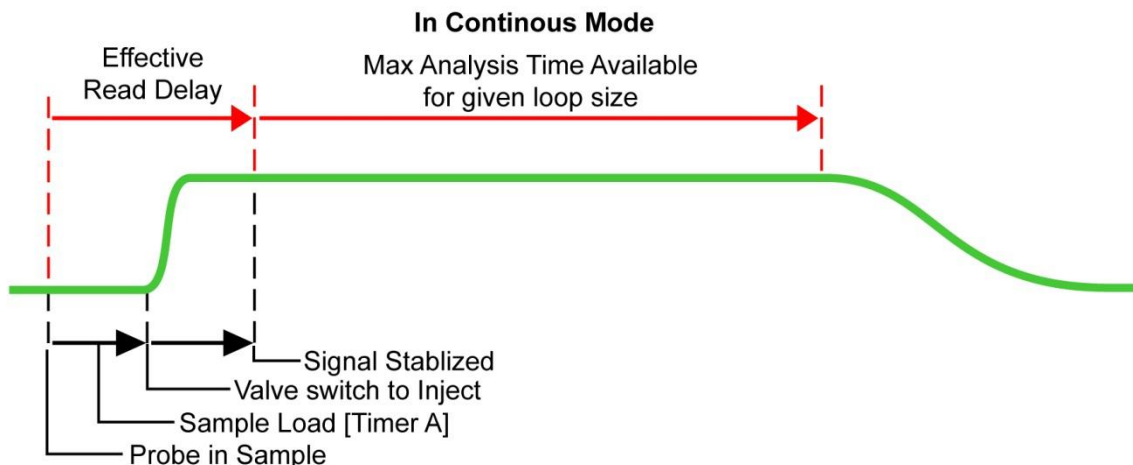 In Continous Mode
Effective
Read Delay
Max Analysis Time Available
for given loop size
Signal Stablized
Valve switch to Inject
Sample Load [Timer A]
Probe in Sample